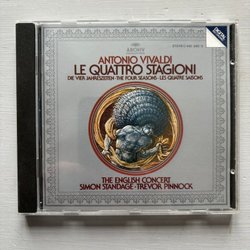 ARCHIV
ANTONIO VIVALDI
LE QUATTRO STAGIONI
DIE VIER JAHRESZEITEN · THE FOUR SEASONS · LES QUATRE SAISONS
THE ENGLISH CONCERT
SIMON STANDAGE · TREVOR PINNOCK